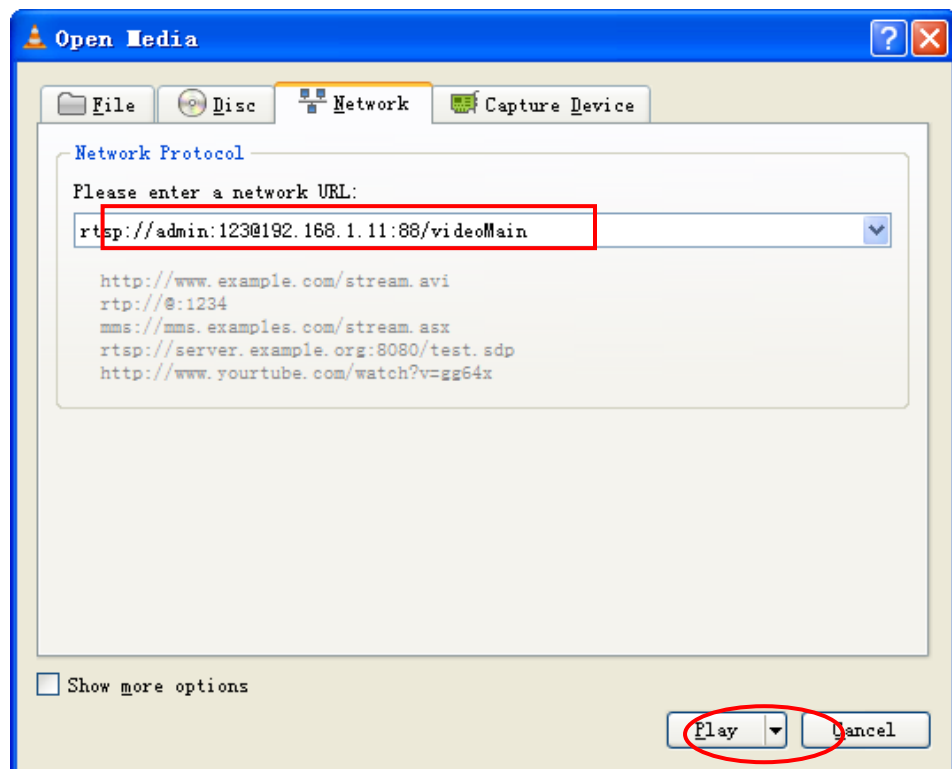 Open Media
File
Disc
Network
Capture Device
Network Protocol
Please enter a network URL:
rtsp://admin:123@192.168.1.11:88/videoMain
http://www.example.com/stream.avi
rtp://@:1234
mms://mms.examples.com/stream.asx
rtsp://server.example.org:8080/test.sdp
http://www.yourtube.com/watch?v=gg64x
Show more options
Play
Cancel